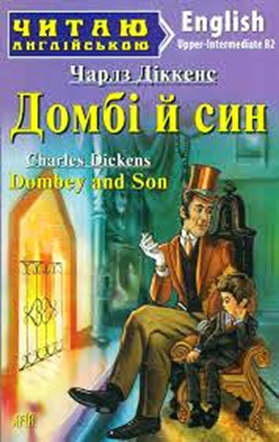 ЧИТАЮ
АНГЛІЙСЬКОЮ
English
Upper-Intermediate B2
Чарлз Діккенс
Домбі й син
Charles Dickens
Dombey and Son